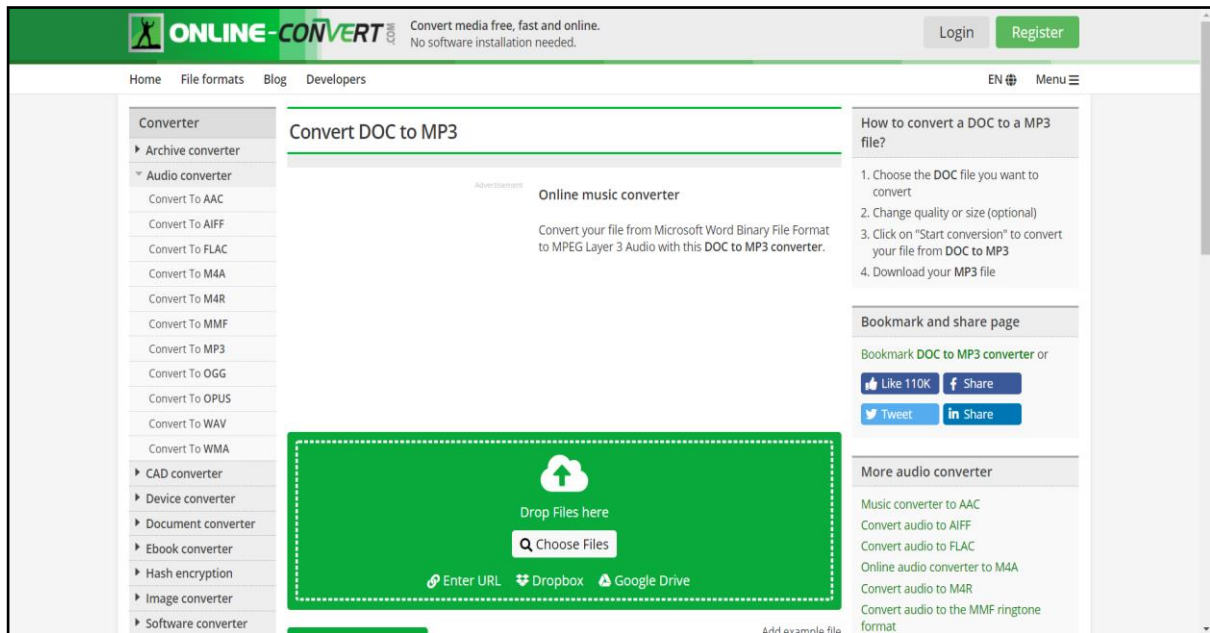 ONLINE-CONVERT.COM
Convert media free, fast and online.
No software installation needed.
Login
Register
Home
File formats
Blog
Developers
EN
Menu
Converter
Archive converter
Audio converter
Convert To AAC
Convert To AIFF
Convert To FLAC
Convert To M4A
Convert To M4R
Convert To MMF
Convert To MP3
Convert To OGG
Convert To OPUS
Convert To WAV
Convert To WMA
CAD converter
Device converter
Document converter
Ebook converter
Hash encryption
Image converter
Software converter
Convert DOC to MP3
Advertisement
Online music converter
Convert your file from Microsoft Word Binary File Format
to MPEG Layer 3 Audio with this DOC to MP3 converter.
Drop Files here
Choose Files
Enter URL
Dropbox
Google Drive
Add example file
How to convert a DOC to a MP3
file?
1. Choose the DOC file you want to
convert
2. Change quality or size (optional)
3. Click on "Start conversion" to convert
your file from DOC to MP3
4. Download your MP3 file
Bookmark and share page
Bookmark DOC to MP3 converter or
Like 110K
Share
Tweet
Share
More audio converter
Music converter to AAC
Convert audio to AIFF
Convert audio to FLAC
Online audio converter to M4A
Convert audio to M4R
Convert audio to the MMF ringtone
format